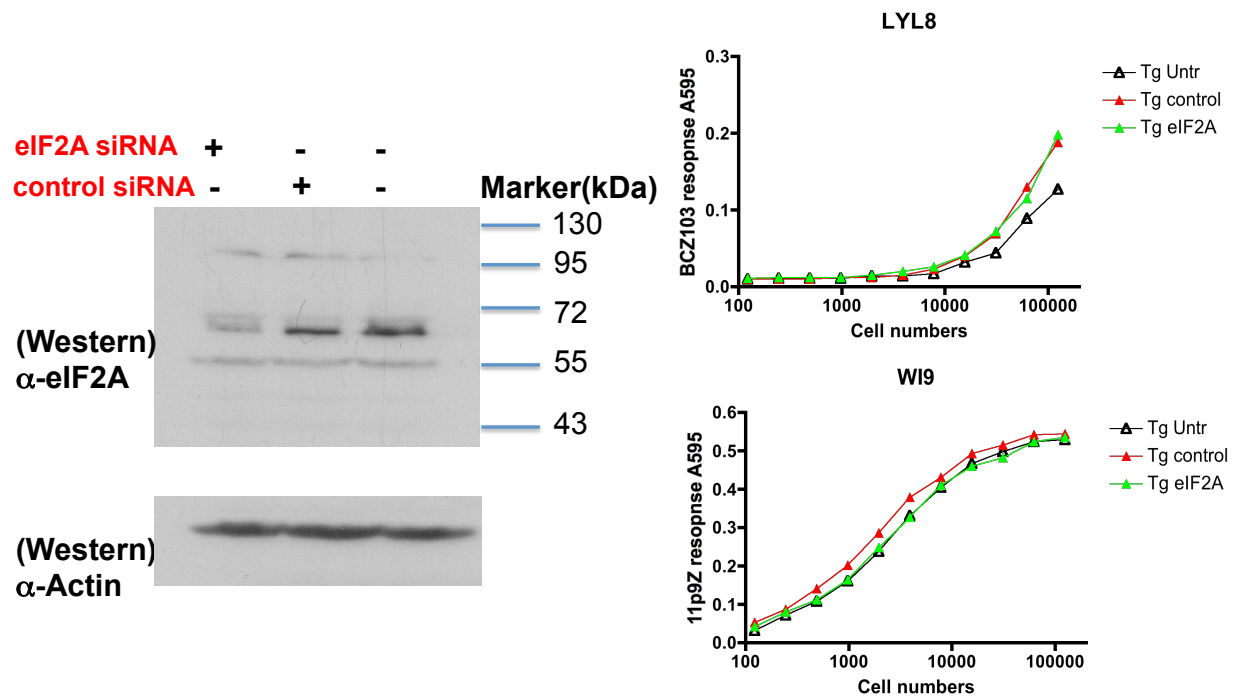 eIF2A siRNA + - -
control siRNA - + -
Marker(kDa)
130
95
72
55
43
(Western)
α-eIF2A
(Western)
α-Actin
LYL8
BCZ103 resopnse A595
0.3
0.2
0.1
0.0
100 1000 10000 100000
Cell numbers
Tg Untr
Tg control
Tg eIF2A
WI9
11p9Z resopnse A595
0.6
0.5
0.4
0.3
0.2
0.1
0.0
100 1000 10000 100000
Cell numbers
Tg Untr
Tg control
Tg eIF2A